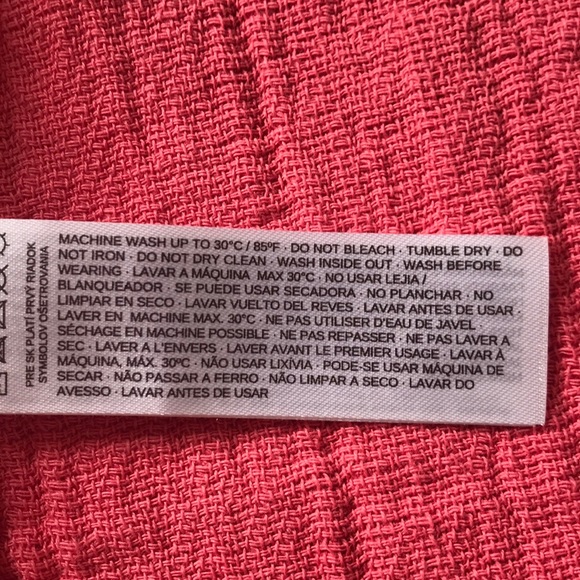 MACHINE WASH UP TO 30°C / 85ºF · DO NOT BLEACH · TUMBLE DRY · DO
NOT IRON · DO NOT DRY CLEAN · WASH INSIDE OUT · WASH BEFORE
WEARING · LAVAR A MÁQUINA MAX 30°C · NO USAR LEJIA /
BLANQUEADOR · SE PUEDE USAR SECADORA · NO PLANCHAR · NO
LIMPIAR EN SECO · LAVAR VUELTO DEL REVES · LAVAR ANTES DE USAR ·
LAVER EN MACHINE MAX. 30°C · NE PAS UTILISER D'EAU DE JAVEL ·
SÉCHAGE EN MACHINE POSSIBLE · NE PAS REPASSER · NE PAS LAVER A
SEC · LAVER A L'ENVERS · LAVER AVANT LE PREMIER USAGE · LAVAR À
MÁQUINA, MÁX. 30ºC · NÃO USAR LIXÍVIA · PODE-SE USAR MÁQUINA DE
SECAR · NÃO PASSAR A FERRO · NÃO LIMPAR A SECO · LAVAR DO
AVESSO · LAVAR ANTES DE USAR
PRE SK PLATÍ PRVÝ RIADOK
SYMBOLOV OŠETROVANIA